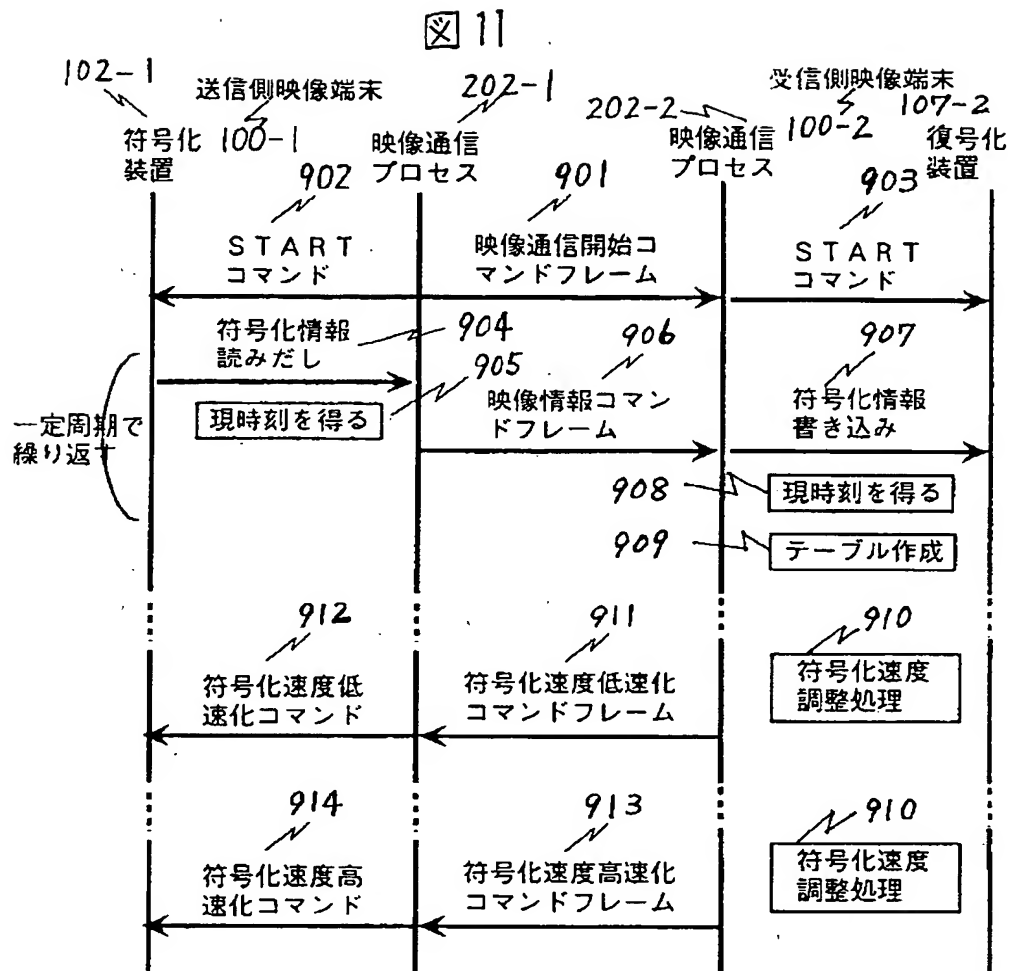 図11
102-1
送信側映像端末
202-1
受信側映像端末
符号化
装置
100-1
映像通信
プロセス
202-2
映像通信
プロセス
100-2
107-2
復号化
装置
902
901
903
START
コマンド
映像通信開始コ
マンドフレーム
START
コマンド
符号化情報
読みだし
904
905
906
907
一定周期で
繰り返す
現時刻を得る
映像情報コマン
ドフレーム
符号化情報
書き込み
908
現時刻を得る
909
テーブル作成
912
911
910
符号化速度低
速化コマンド
符号化速度低速化
コマンドフレーム
符号化速度
調整処理
914
913
910
符号化速度高
速化コマンド
符号化速度高速化
コマンドフレーム
符号化速度
調整処理